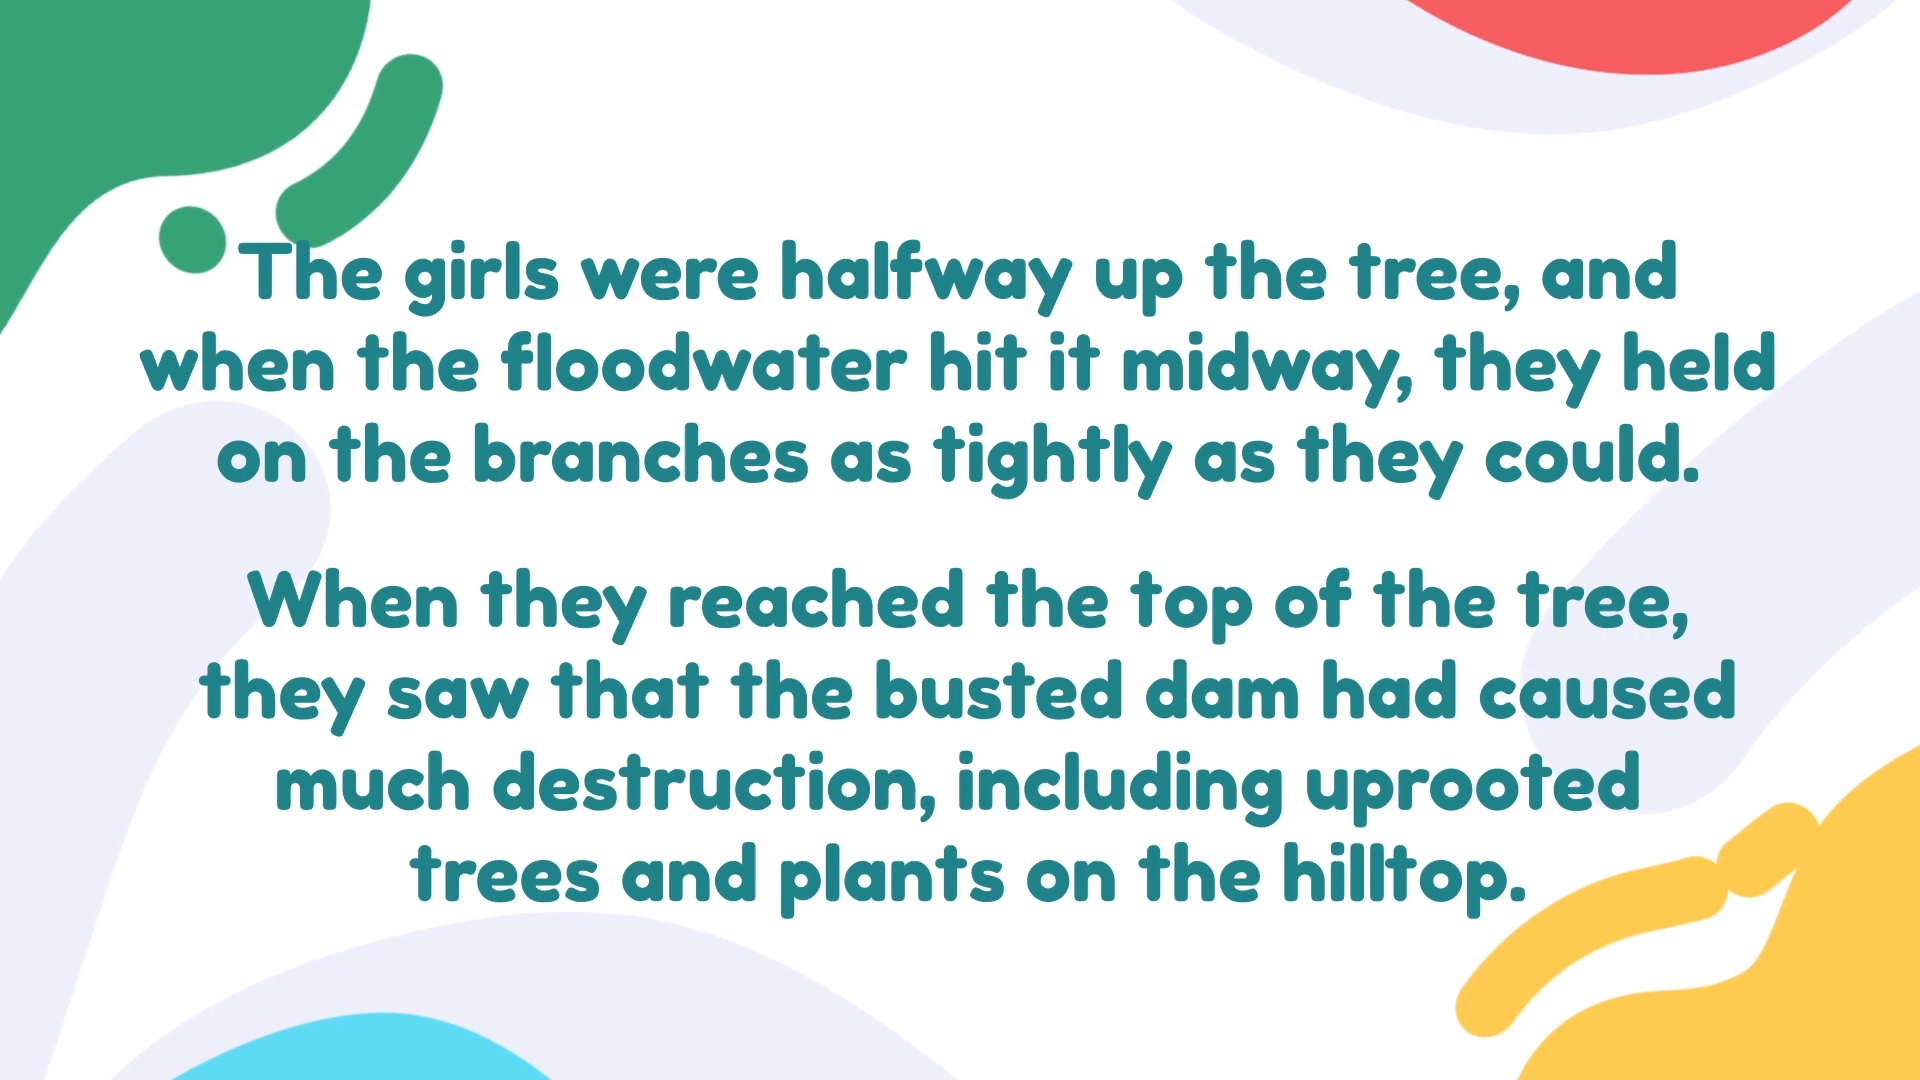 The girls were halfway up the tree, and
when the floodwater hit it midway, they held
on the branches as tightly as they could.
When they reached the top of the tree,
they saw that the busted dam had caused
much destruction, including uprooted
trees and plants on the hilltop.